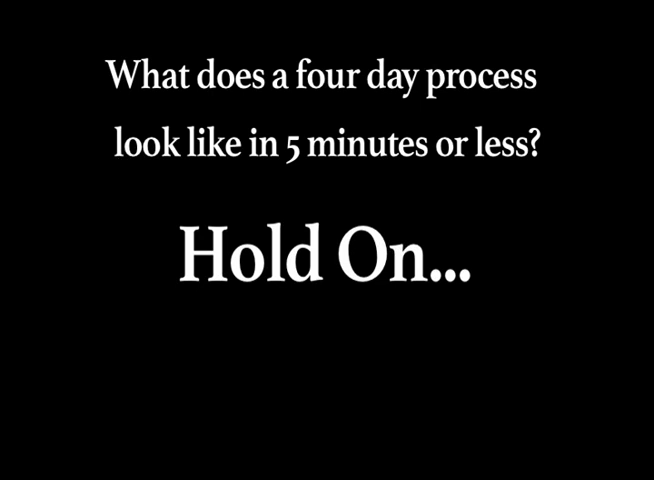 What does a four day process
look like in 5 minutes or less?
Hold On...